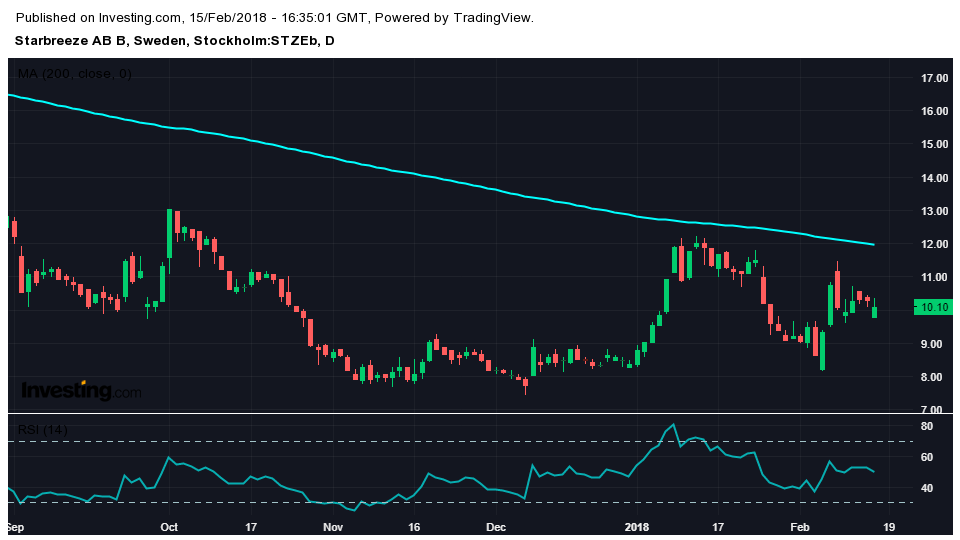 Published on Investing.com, 15/Feb/2018 - 16:35:01 GMT, Powered by TradingView.
Starbreeze AB B, Sweden, Stockholm:STZEb, D
MA (200, close, 0)
17.00
16.00
15.00
14.00
13.00
12.00
11.00
10.10
9.00
8.00
7.00
Investing.com
RSI (14)
80
60
40
Sep
Oct
17
Nov
16
Dec
2018
17
Feb
19